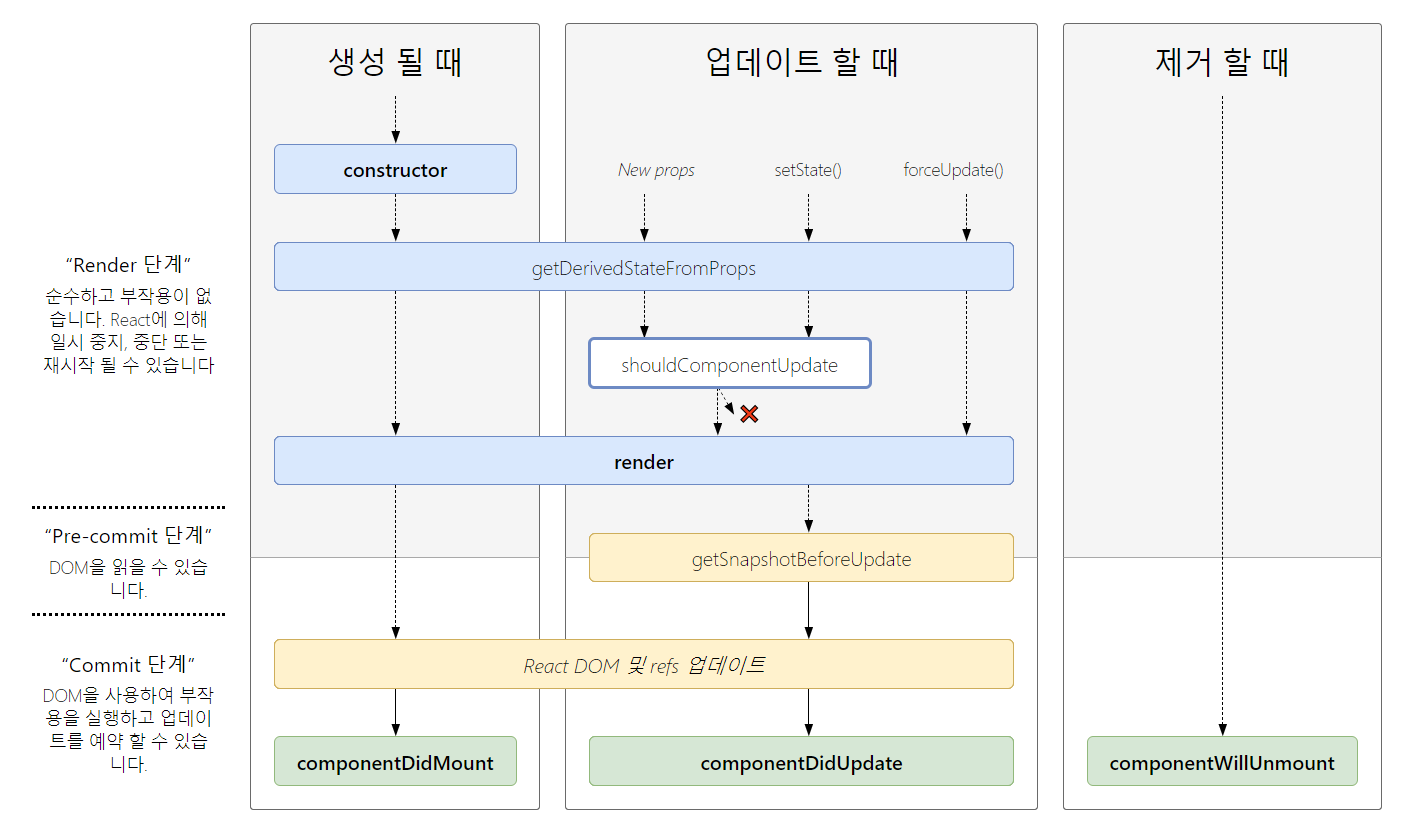 생성 될 때
업데이트 할 때
제거 할 때
constructor
New props
setState()
forceUpdate()
“Render 단계”
순수하고 부작용이 없
습니다. React에 의해
일시 중지, 중단 또는
재시작 될 수 있습니다
getDerivedStateFromProps
shouldComponentUpdate
render
“Pre-commit 단계”
DOM을 읽을 수 있습
니다.
getSnapshotBeforeUpdate
“Commit 단계”
DOM을 사용하여 부작
용을 실행하고 업데이
트를 예약 할 수 있습
니다.
React DOM 및 refs 업데이트
componentDidMount
componentDidUpdate
componentWillUnmount